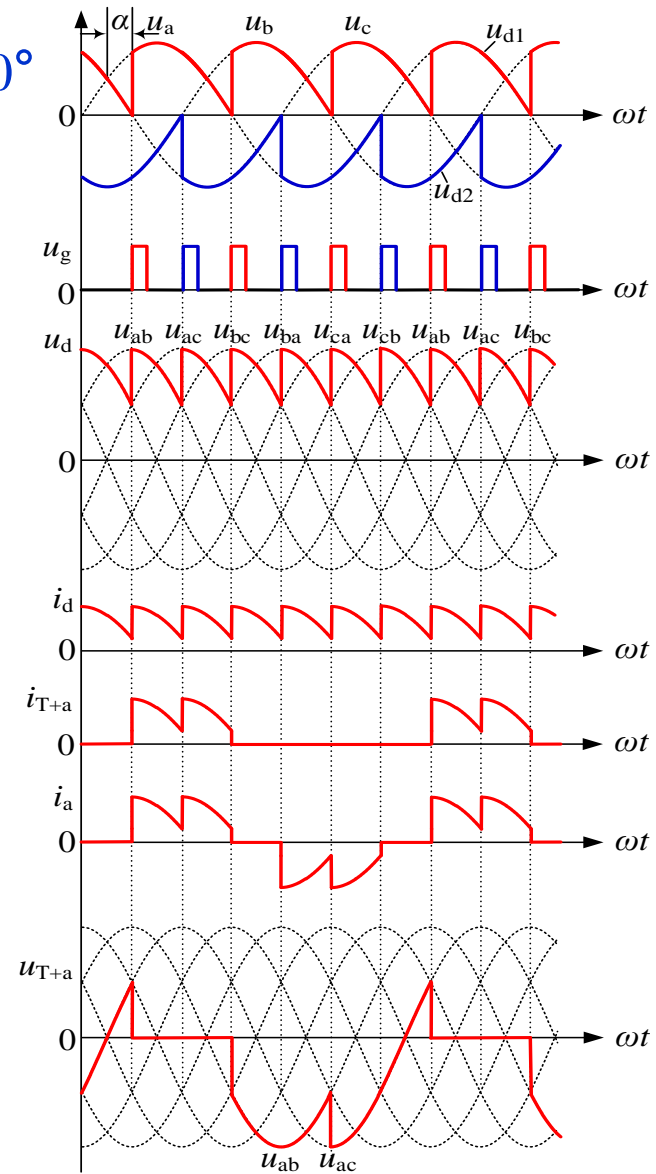 α u_a u_b u_c u_d1
0°
0 ωt
u_d2
u_g
0 ωt
u_d u_ab u_ac u_bc u_ba u_ca u_cb u_ab u_ac u_bc
0 ωt
i_d
0 ωt
i_T+a
0 ωt
i_a
0 ωt
u_T+a
0 ωt
u_ab u_ac